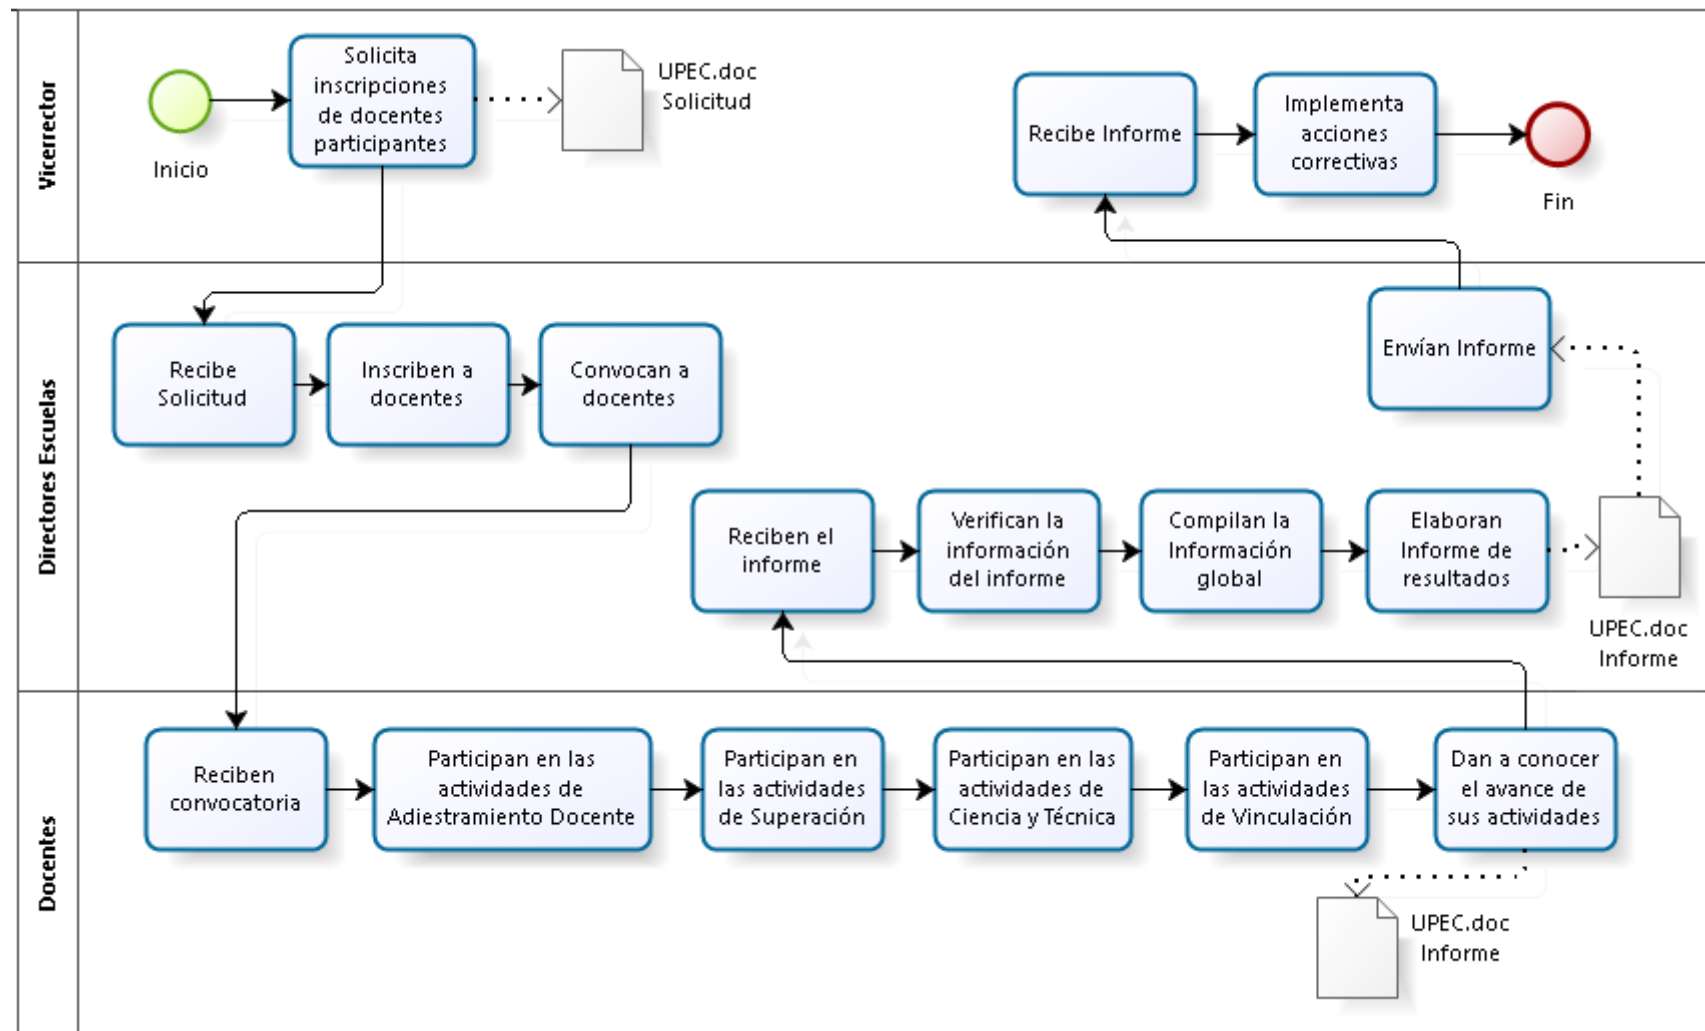 Vicerrector
Solicita
inscripciones
de docentes
participantes
UPEC.doc
Solicitud
Inicio
Recibe Informe
Implementa
acciones
correctivas
Fin
Directores Escuelas
Recibe
Solicitud
Inscriben a
docentes
Convocan a
docentes
Envían Informe
Reciben el
informe
Verifican la
información
del informe
Compilan la
Información
global
Elaboran
Informe de
resultados
UPEC.doc
Informe
Docentes
Reciben
convocatoria
Participan en las
actividades de
Adiestramiento Docente
Participan en
las actividades
de Superación
Participan en las
actividades de
Ciencia y Técnica
Participan en
las actividades
de Vinculación
Dan a conocer
el avance de
sus actividades
UPEC.doc
Informe